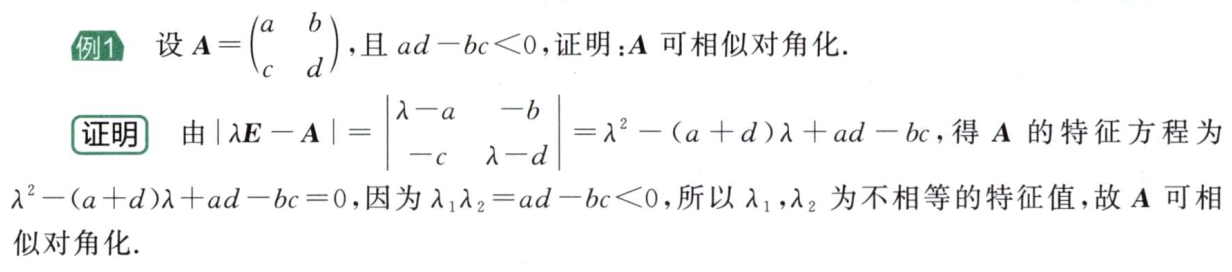 例1 设 A=(a b
c d),且 ad-bc<0,证明:A 可相似对角化.
证明 由|λE-A|=|λ-a -b
-c λ-d|=λ²-(a+d)λ+ad-bc,得 A 的特征方程为
λ²-(a+d)λ+ad-bc=0,因为 λ₁λ₂=ad-bc<0,所以 λ₁,λ₂ 为不相等的特征值,故 A 可相
似对角化.